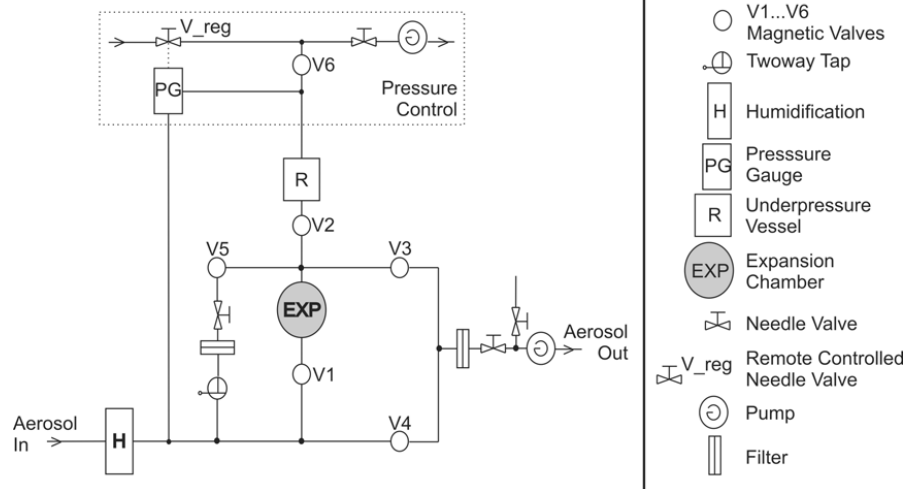 V_reg
V6
PG
Pressure
Control
R
V2
V5
V3
EXP
Aerosol
Out
V1
Aerosol
In
H
V4
V1...V6
Magnetic Valves
Twoway Tap
H
Humidification
PG
Presssure
Gauge
R
Underpressure
Vessel
EXP
Expansion
Chamber
Needle Valve
V_reg
Remote Controlled
Needle Valve
Pump
Filter